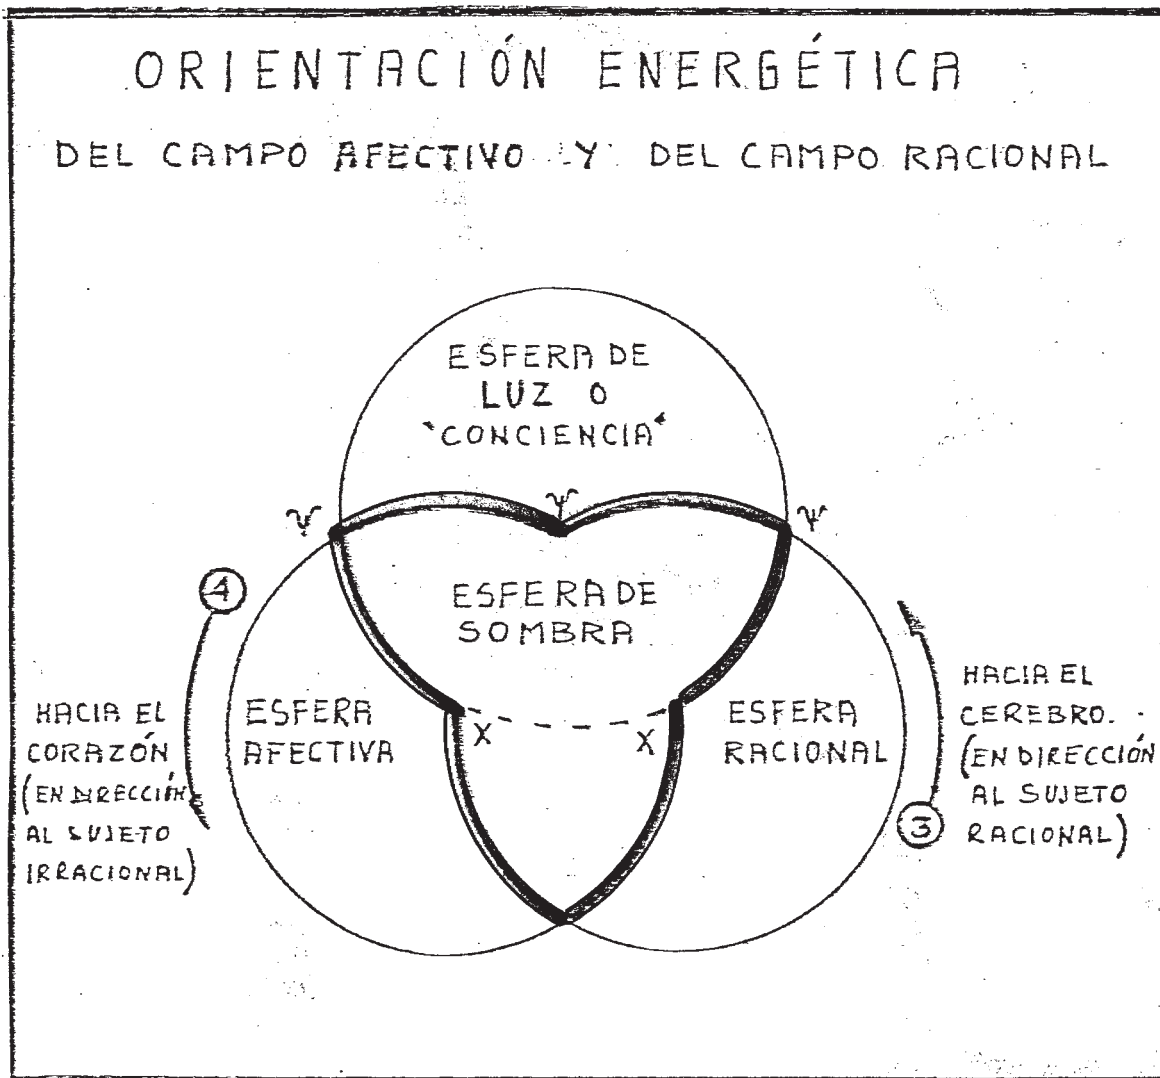 ORIENTACIÓN ENERGÉTICA
DEL CAMPO AFECTIVO Y DEL CAMPO RACIONAL
ESFERA DE
LUZ O
"CONCIENCIA"
Ψ
Ψ
Ψ
ESFERA DE
SOMBRA
4
HACIA EL
CORAZÓN
(EN DIRECCIÓN
AL SUJETO
IRRACIONAL)
ESFERA
AFECTIVA
X
X
ESFERA
RACIONAL
HACIA EL
CEREBRO.
(EN DIRECCIÓN
AL SUJETO
RACIONAL)
3